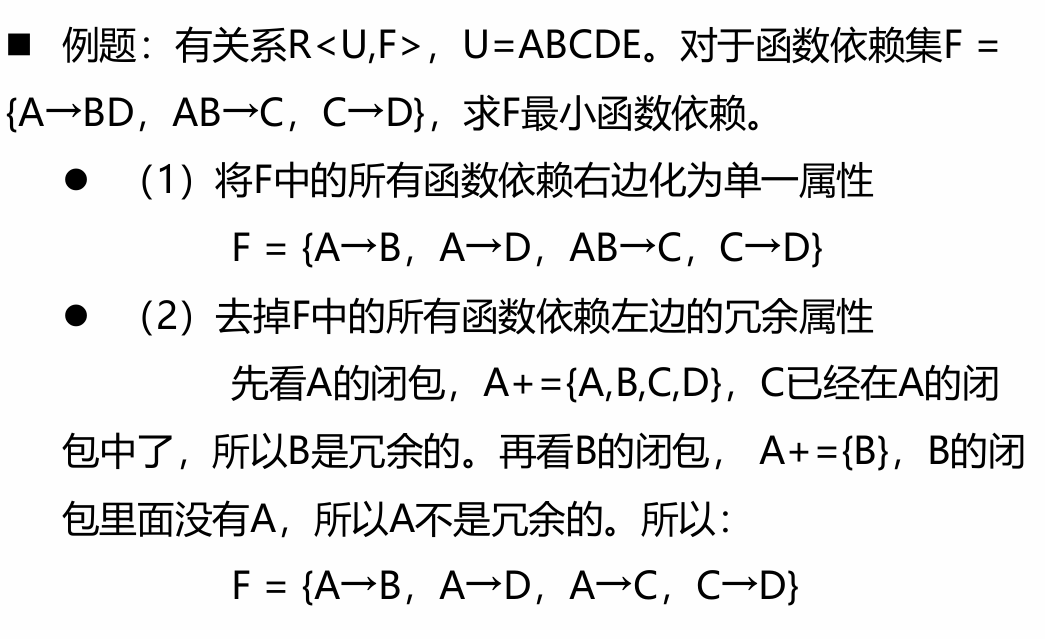 ■ 例题：有关系R<U,F>，U=ABCDE。对于函数依赖集F =
{A→BD，AB→C，C→D}，求F最小函数依赖。
● （1）将F中的所有函数依赖右边化为单一属性
F = {A→B，A→D，AB→C，C→D}
● （2）去掉F中的所有函数依赖左边的冗余属性
先看A的闭包，A+={A,B,C,D}，C已经在A的闭
包中了，所以B是冗余的。再看B的闭包， A+={B}，B的闭
包里面没有A，所以A不是冗余的。所以：
F = {A→B，A→D，A→C，C→D}